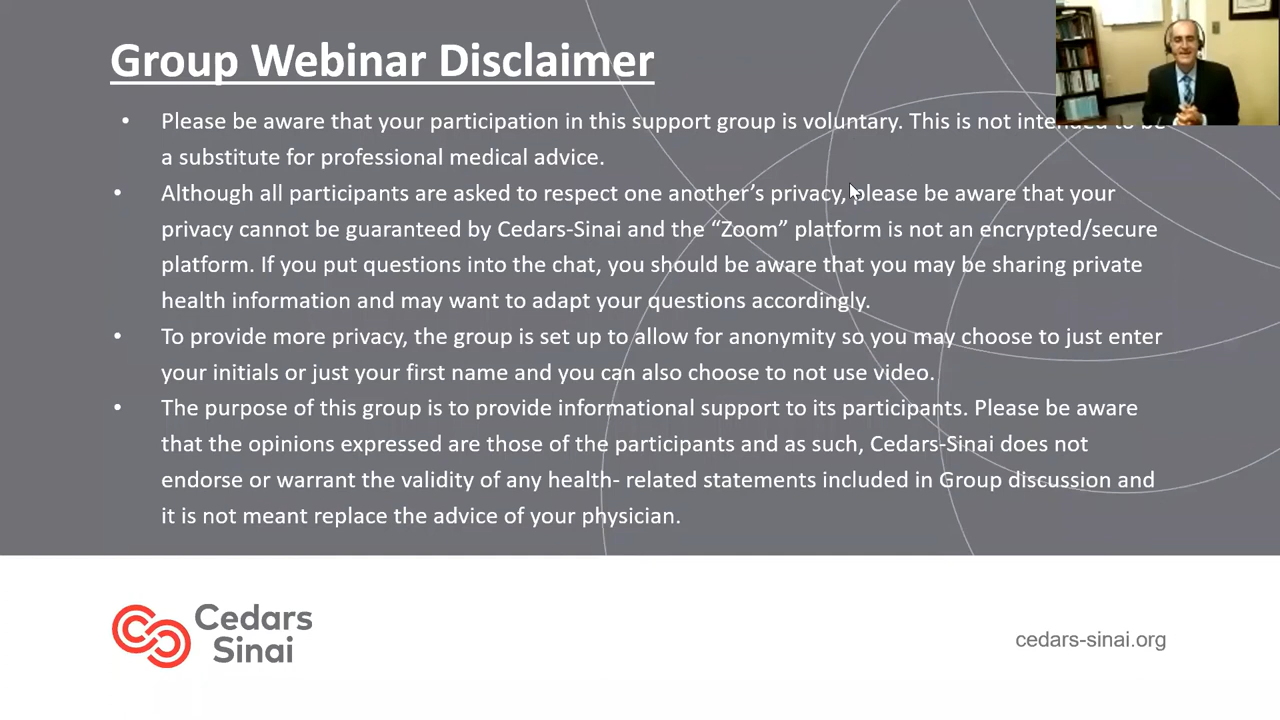 Group Webinar Disclaimer
• Please be aware that your participation in this support group is voluntary. This is not intended to be
a substitute for professional medical advice.
• Although all participants are asked to respect one another’s privacy, please be aware that your
privacy cannot be guaranteed by Cedars-Sinai and the “Zoom” platform is not an encrypted/secure
platform. If you put questions into the chat, you should be aware that you may be sharing private
health information and may want to adapt your questions accordingly.
• To provide more privacy, the group is set up to allow for anonymity so you may choose to just enter
your initials or just your first name and you can also choose to not use video.
• The purpose of this group is to provide informational support to its participants. Please be aware
that the opinions expressed are those of the participants and as such, Cedars-Sinai does not
endorse or warrant the validity of any health- related statements included in Group discussion and
it is not meant replace the advice of your physician.
Cedars
Sinai
cedars-sinai.org